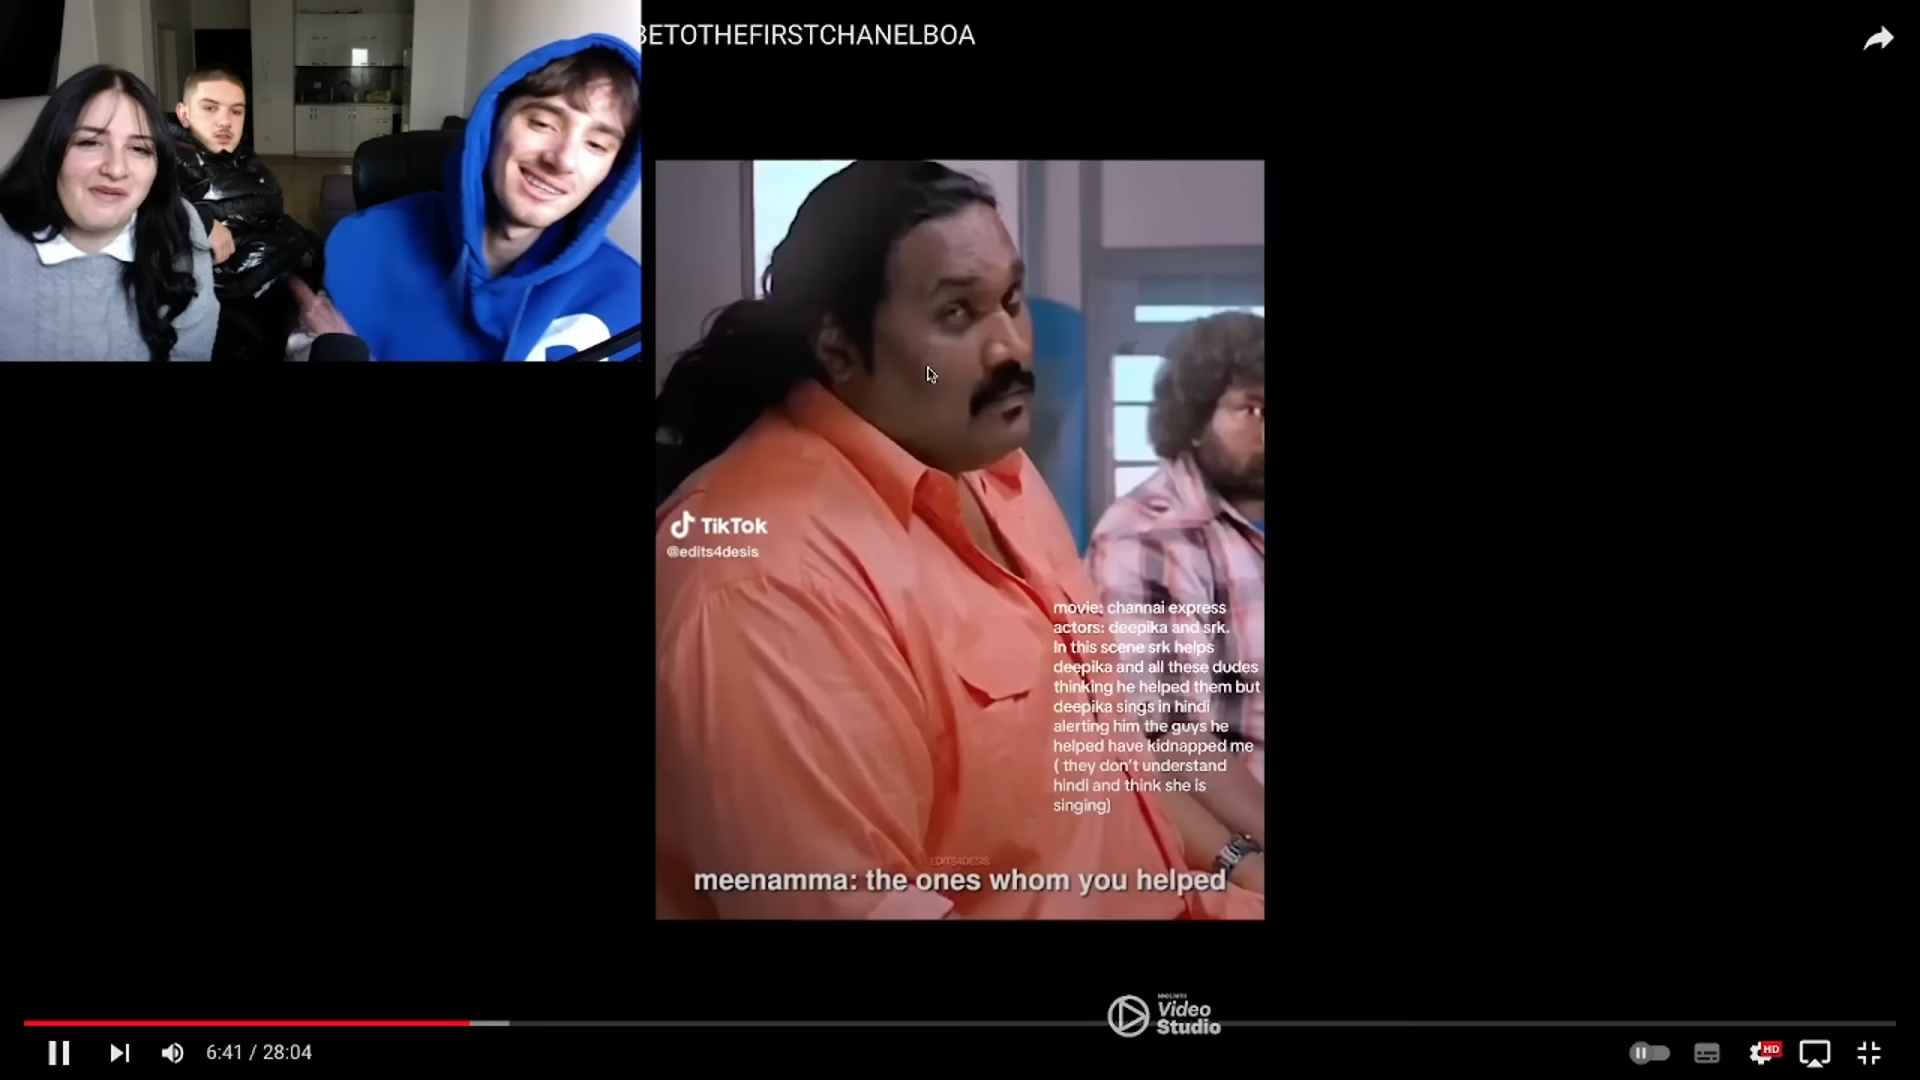 BETOTHEFIRSTCHANELBOA
TikTok
@edits4desis
movie: channai express
actors: deepika and srk.
In this scene srk helps
deepika and all these dudes
thinking he helped them but
deepika sings in hindi
alerting him the guys he
helped have kidnapped me
( they don't understand
hindi and think she is
singing)
EDITS4DESIS
meenamma: the ones whom you helped
Video
Studio
6:41 / 28:04
HD